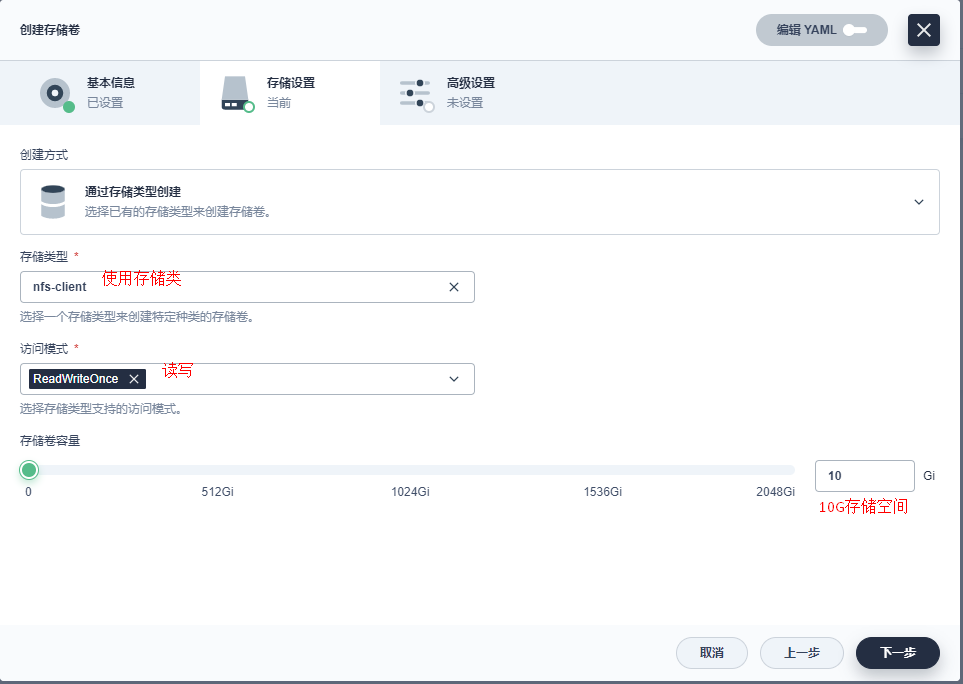 创建存储卷
编辑 YAML
基本信息
已设置
存储设置
当前
高级设置
未设置
创建方式
通过存储类型创建
选择已有的存储类型来创建存储卷。
存储类型 *
nfs-client 使用存储类
选择一个存储类型来创建特定种类的存储卷。
访问模式 *
ReadWriteOnce 读写
选择存储类型支持的访问模式。
存储卷容量
10 Gi
0 512Gi 1024Gi 1536Gi 2048Gi
10G存储空间
取消 上一步 下一步